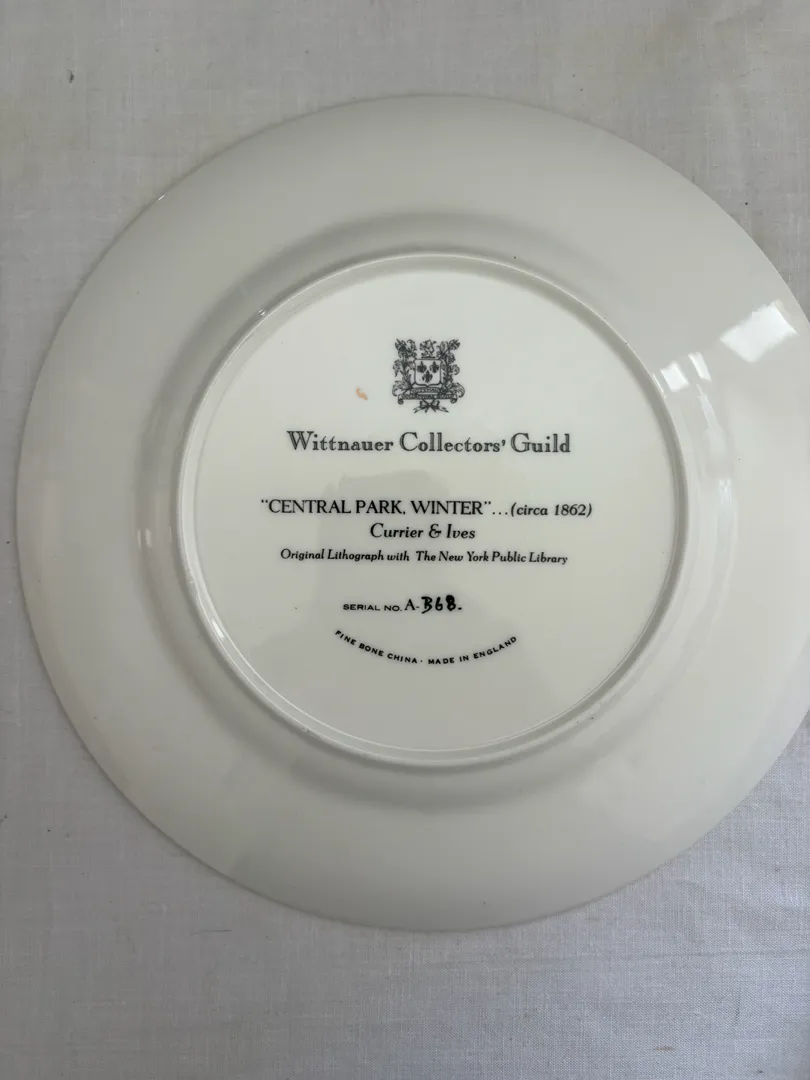 Wittnauer Collectors' Guild
"CENTRAL PARK, WINTER"...(circa 1862)
Currier & Ives
Original Lithograph with The New York Public Library
SERIAL NO. A-B68.
FINE BONE CHINA · MADE IN ENGLAND